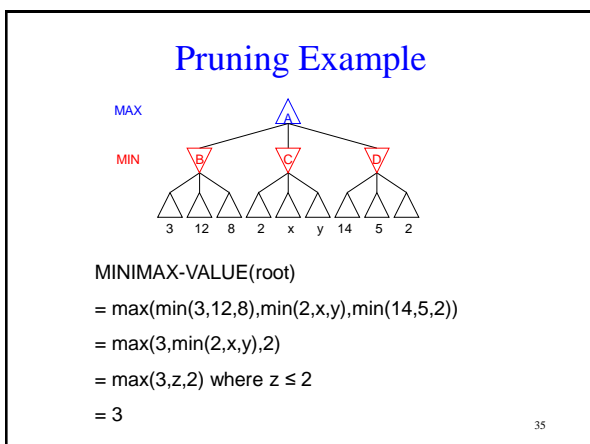 Pruning Example
MAX
A
MIN
B C D
3 12 8 2 x y 14 5 2
MINIMAX-VALUE(root)
= max(min(3,12,8),min(2,x,y),min(14,5,2))
= max(3,min(2,x,y),2)
= max(3,z,2) where z ≤ 2
= 3
35